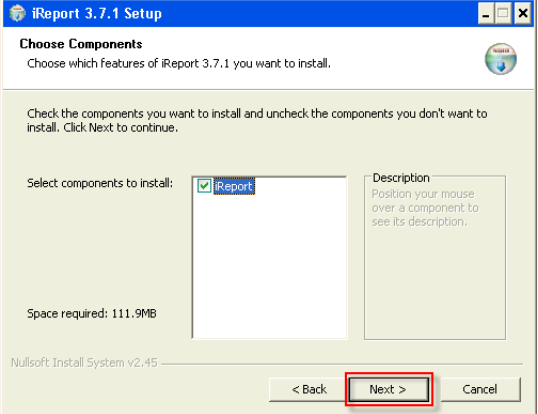 iReport 3.7.1 Setup
Choose Components
Choose which features of iReport 3.7.1 you want to install.
Check the components you want to install and uncheck the components you don't want to
install. Click Next to continue.
Select components to install:
iReport
Description
Position your mouse
over a component to
see its description.
Space required: 111.9MB
Nullsoft Install System v2.45
< Back
Next >
Cancel